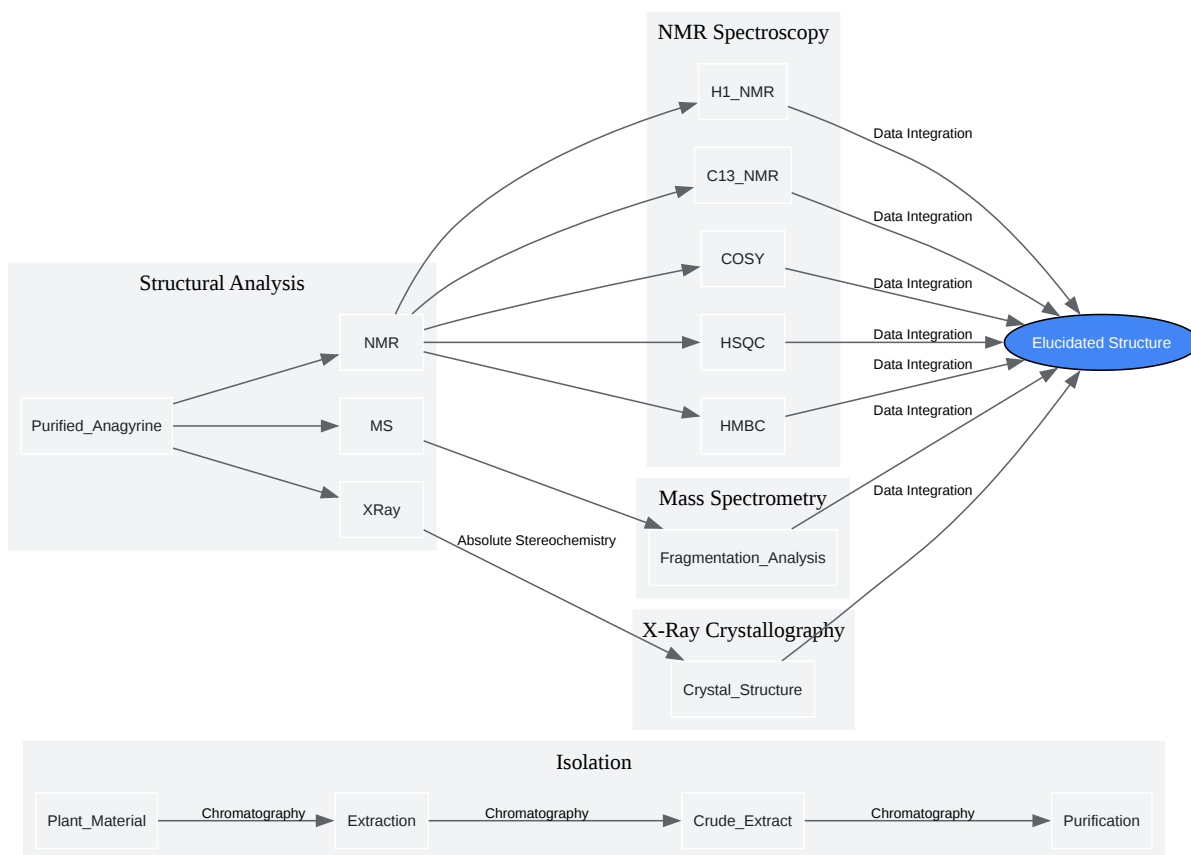 NMR Spectroscopy
H1_NMR
Data Integration
C13_NMR
Data Integration
COSY
Data Integration
Structural Analysis
NMR
HSQC
Data Integration
Elucidated Structure
Data Integration
Purified_Anagyrine
MS
HMBC
Data Integration
XRay
Mass Spectrometry
Data Integration
Absolute Stereochemistry
Fragmentation_Analysis
X-Ray Crystallography
Crystal_Structure
Isolation
Plant_Material
Chromatography
Extraction
Chromatography
Crude_Extract
Chromatography
Purification